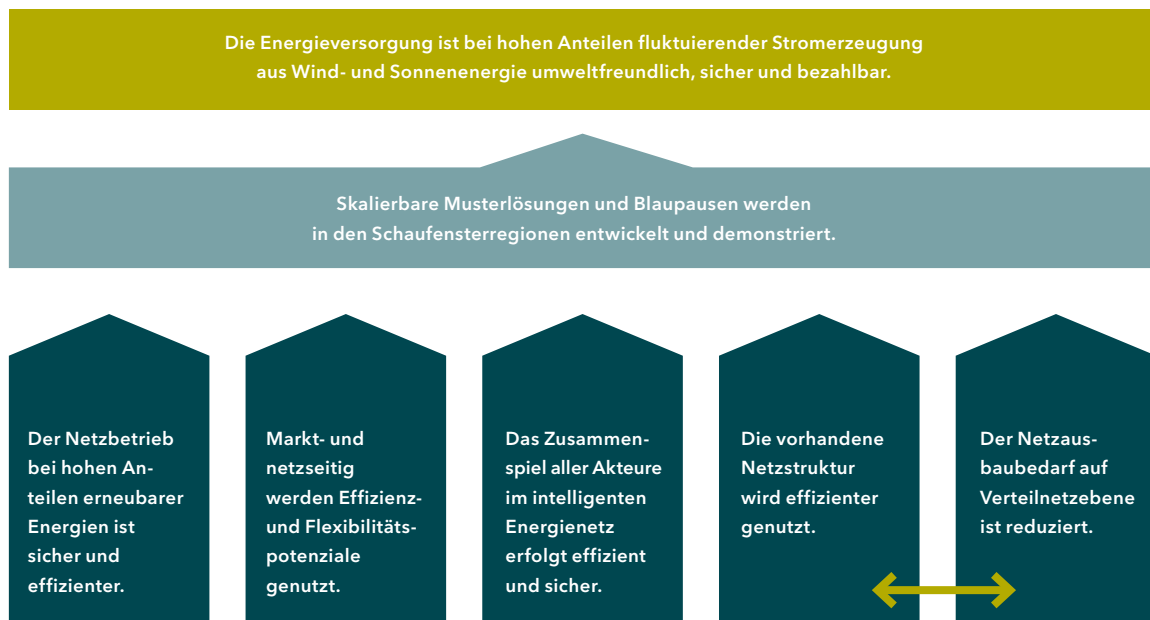 Die Energieversorgung ist bei hohen Anteilen fluktuierender Stromerzeugung
aus Wind- und Sonnenenergie umweltfreundlich, sicher und bezahlbar.
Skalierbare Musterlösungen und Blaupausen werden
in den Schaufensterregionen entwickelt und demonstriert.
Der Netzbetrieb
bei hohen An-
teilen erneubarer
Energien ist
sicher und
effizienter.
Markt- und
netzseitig
werden Effizienz-
und Flexibilitäts-
potenziale
genutzt.
Das Zusammen-
spiel aller Akteure
im intelligenten
Energienetz
erfolgt effizient
und sicher.
Die vorhandene
Netzstruktur
wird effizienter
genutzt.
Der Netzaus-
baubedarf auf
Verteilnetzebene
ist reduziert.